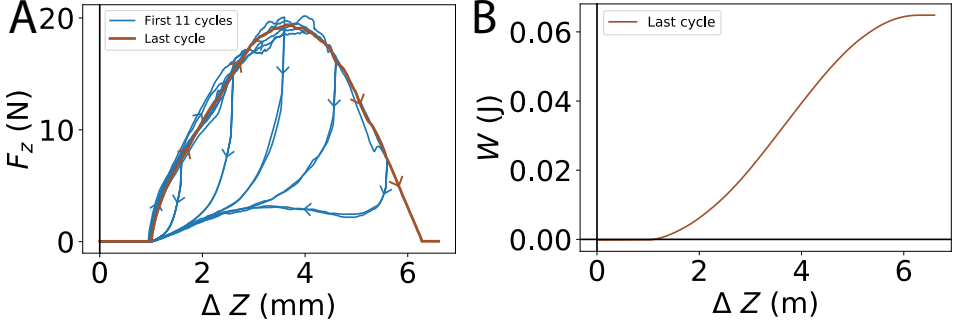 A
First 11 cycles
Last cycle
20
10
0
F_z (N)
0 2 4 6
Δ Z (mm)
B
Last cycle
0.06
0.04
0.02
0.00
W (J)
0 2 4 6
Δ Z (m)